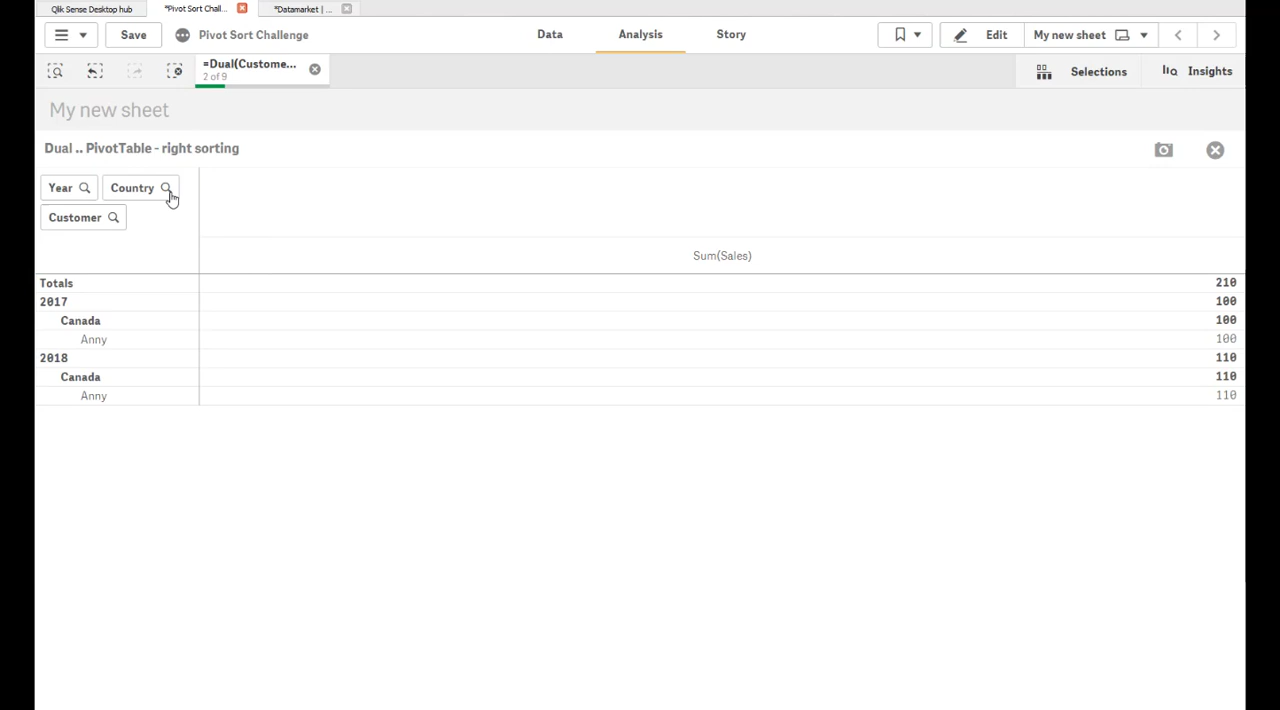 Qlik Sense Desktop hub *Pivot Sort Chall... *Datamarket | ...
Save Pivot Sort Challenge Data Analysis Story Edit My new sheet
=Dual(Custome...
2 of 9
Selections Insights
My new sheet
Dual .. PivotTable - right sorting
Year Country
Customer
Sum(Sales)
Totals 210
2017 100
Canada 100
Anny 100
2018 110
Canada 110
Anny 110